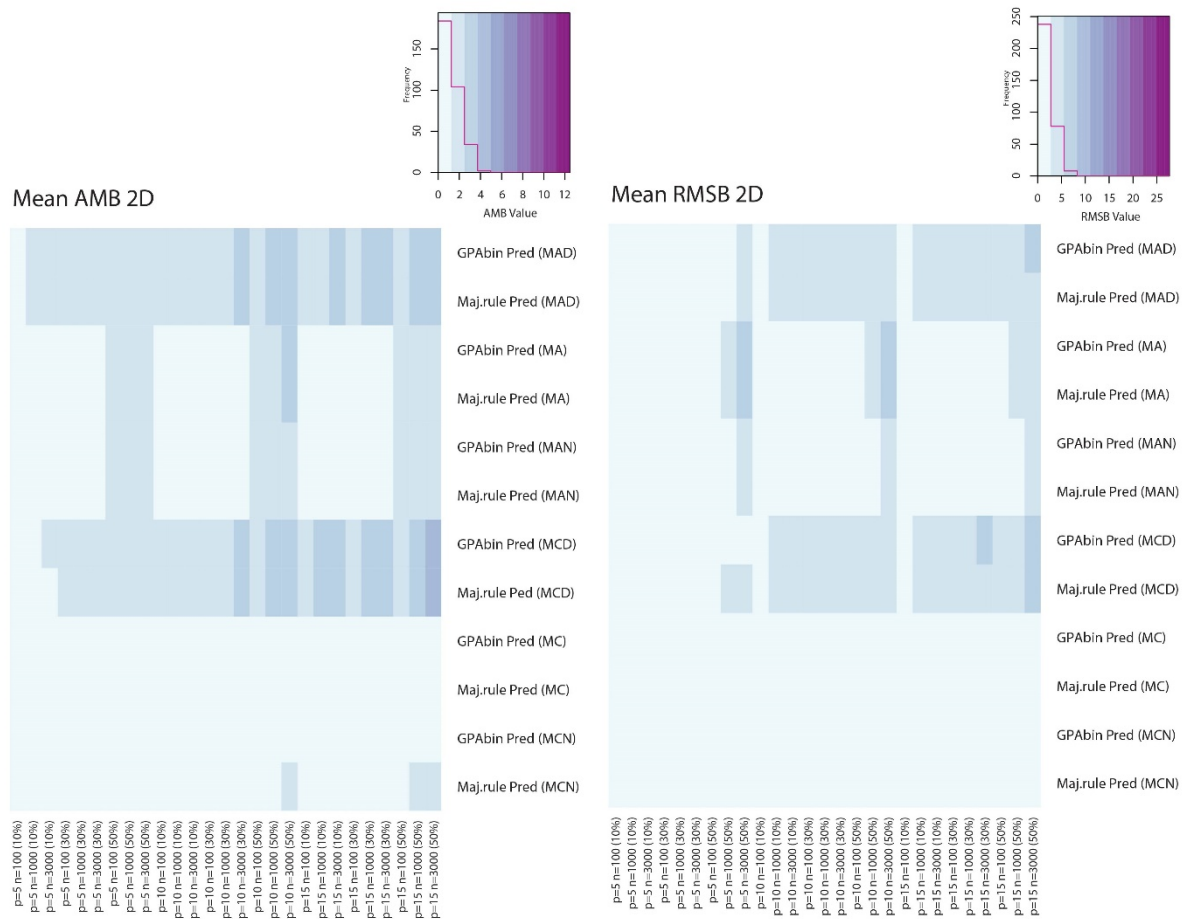 Frequency
0 50 100 150
0 2 4 6 8 10 12
AMB Value
Mean AMB 2D
GPAbin Pred (MAD)
Maj.rule Pred (MAD)
GPAbin Pred (MA)
Maj.rule Pred (MA)
GPAbin Pred (MAN)
Maj.rule Pred (MAN)
GPAbin Pred (MCD)
Maj.rule Ped (MCD)
GPAbin Pred (MC)
Maj.rule Pred (MC)
GPAbin Pred (MCN)
Maj.rule Pred (MCN)
p=5 n=100 (10%)
p=5 n=1000 (10%)
p=5 n=3000 (10%)
p=5 n=100 (30%)
p=5 n=1000 (30%)
p=5 n=3000 (30%)
p=5 n=100 (50%)
p=5 n=1000 (50%)
p=5 n=3000 (50%)
p=10 n=100 (10%)
p=10 n=1000 (10%)
p=10 n=3000 (10%)
p=10 n=100 (30%)
p=10 n=1000 (30%)
p=10 n=3000 (30%)
p=10 n=100 (50%)
p=10 n=1000 (50%)
p=10 n=3000 (50%)
p=15 n=100 (10%)
p=15 n=1000 (10%)
p=15 n=3000 (10%)
p=15 n=100 (30%)
p=15 n=1000 (30%)
p=15 n=3000 (30%)
p=15 n=100 (50%)
p=15 n=1000 (50%)
p=15 n=3000 (50%)
Frequency
0 50 100 150 200 250
0 5 10 15 20 25
RMSB Value
Mean RMSB 2D
GPAbin Pred (MAD)
Maj.rule Pred (MAD)
GPAbin Pred (MA)
Maj.rule Pred (MA)
GPAbin Pred (MAN)
Maj.rule Pred (MAN)
GPAbin Pred (MCD)
Maj.rule Pred (MCD)
GPAbin Pred (MC)
Maj.rule Pred (MC)
GPAbin Pred (MCN)
Maj.rule Pred (MCN)
p=5 n=100 (10%)
p=5 n=1000 (10%)
p=5 n=3000 (10%)
p=5 n=100 (30%)
p=5 n=1000 (30%)
p=5 n=3000 (30%)
p=5 n=100 (50%)
p=5 n=1000 (50%)
p=5 n=3000 (50%)
p=10 n=100 (10%)
p=10 n=1000 (10%)
p=10 n=3000 (10%)
p=10 n=100 (30%)
p=10 n=1000 (30%)
p=10 n=3000 (30%)
p=10 n=100 (50%)
p=10 n=1000 (50%)
p=10 n=3000 (50%)
p=15 n=100 (10%)
p=15 n=1000 (10%)
p=15 n=3000 (10%)
p=15 n=100 (30%)
p=15 n=1000 (30%)
p=15 n=3000 (30%)
p=15 n=100 (50%)
p=15 n=1000 (50%)
p=15 n=3000 (50%)